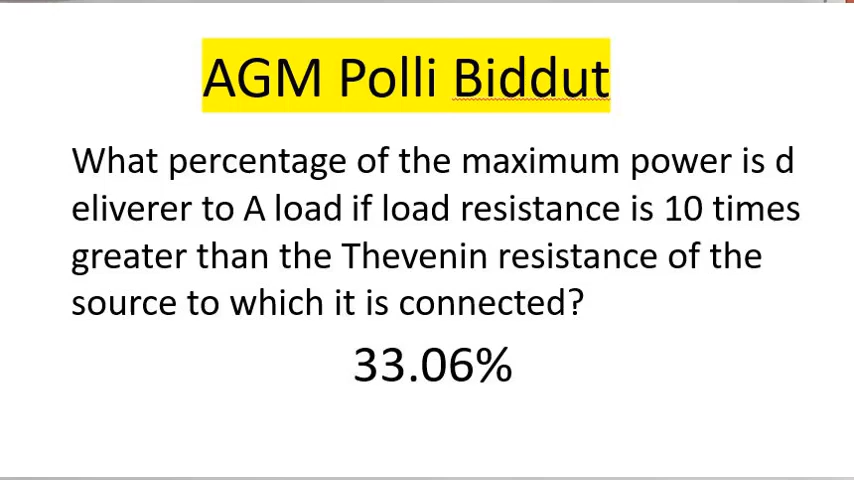 AGM Polli Biddut
What percentage of the maximum power is d
eliverer to A load if load resistance is 10 times
greater than the Thevenin resistance of the
source to which it is connected?
33.06%